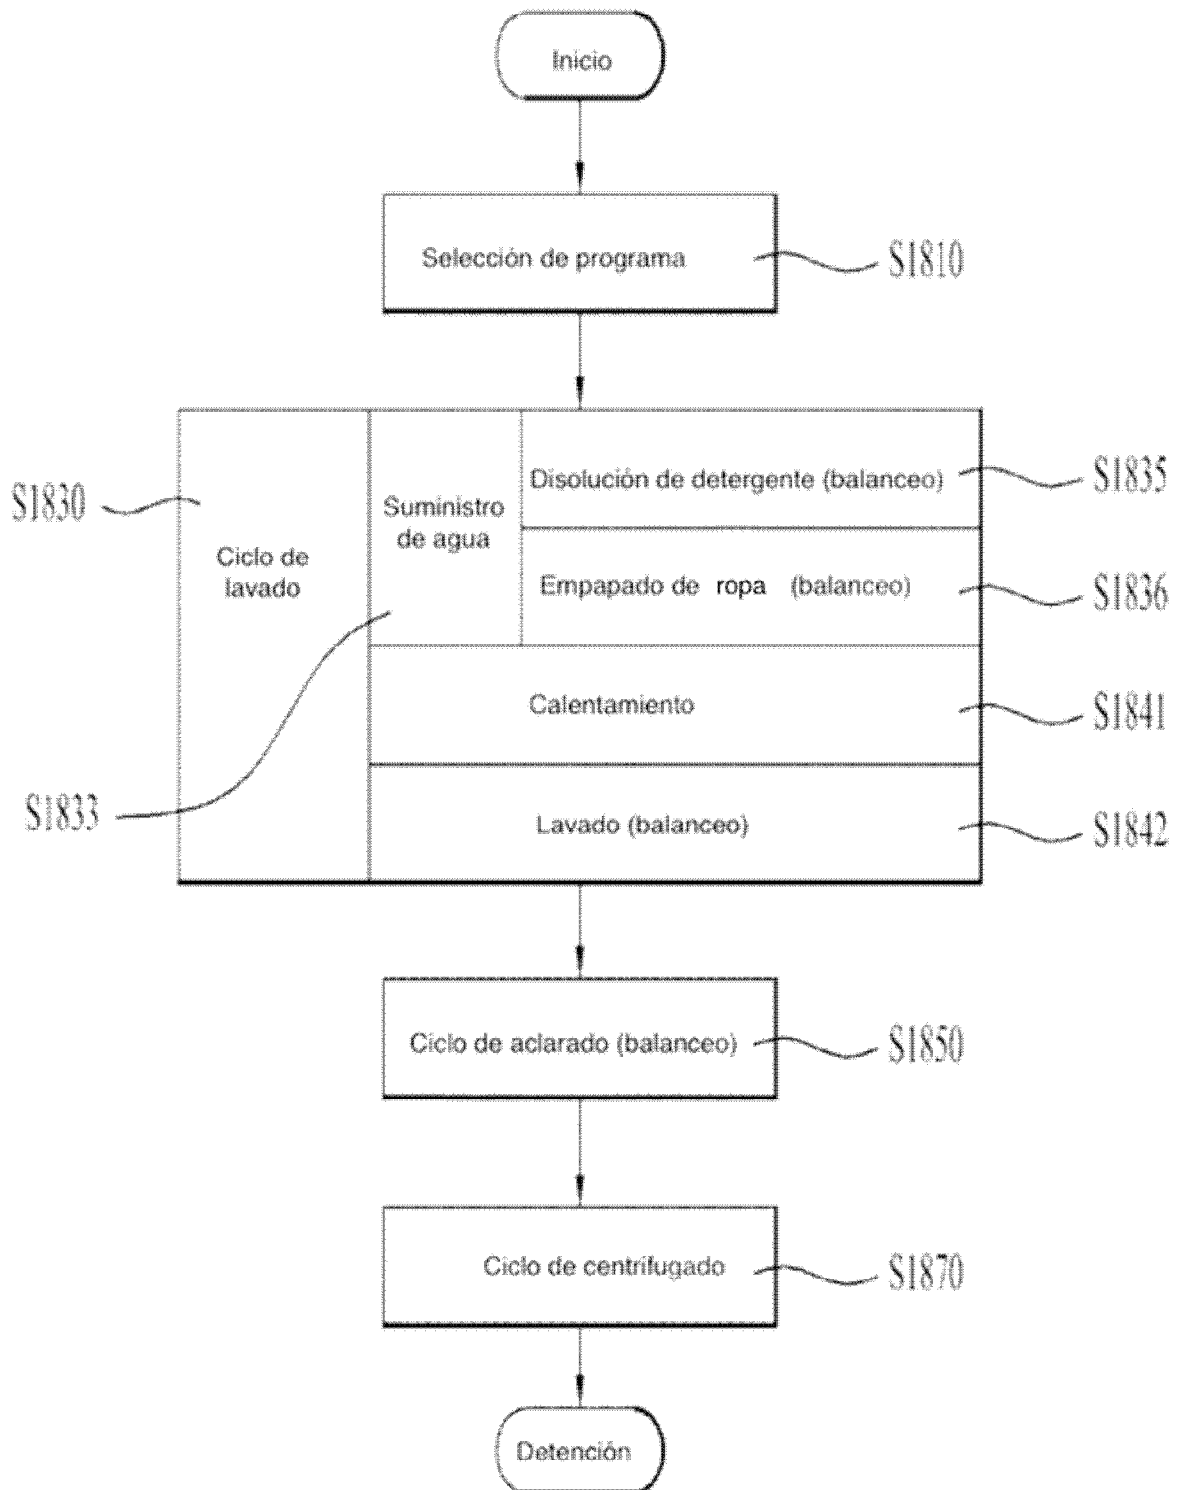 Inicio
Selección de programa
S1810
S1830
Ciclo de
lavado
Suministro
de agua
Disolución de detergente (balanceo)
S1835
Empapado de ropa (balanceo)
S1836
Calentamiento
S1841
S1833
Lavado (balanceo)
S1842
Ciclo de aclarado (balanceo)
S1850
Ciclo de centrifugado
S1870
Detención